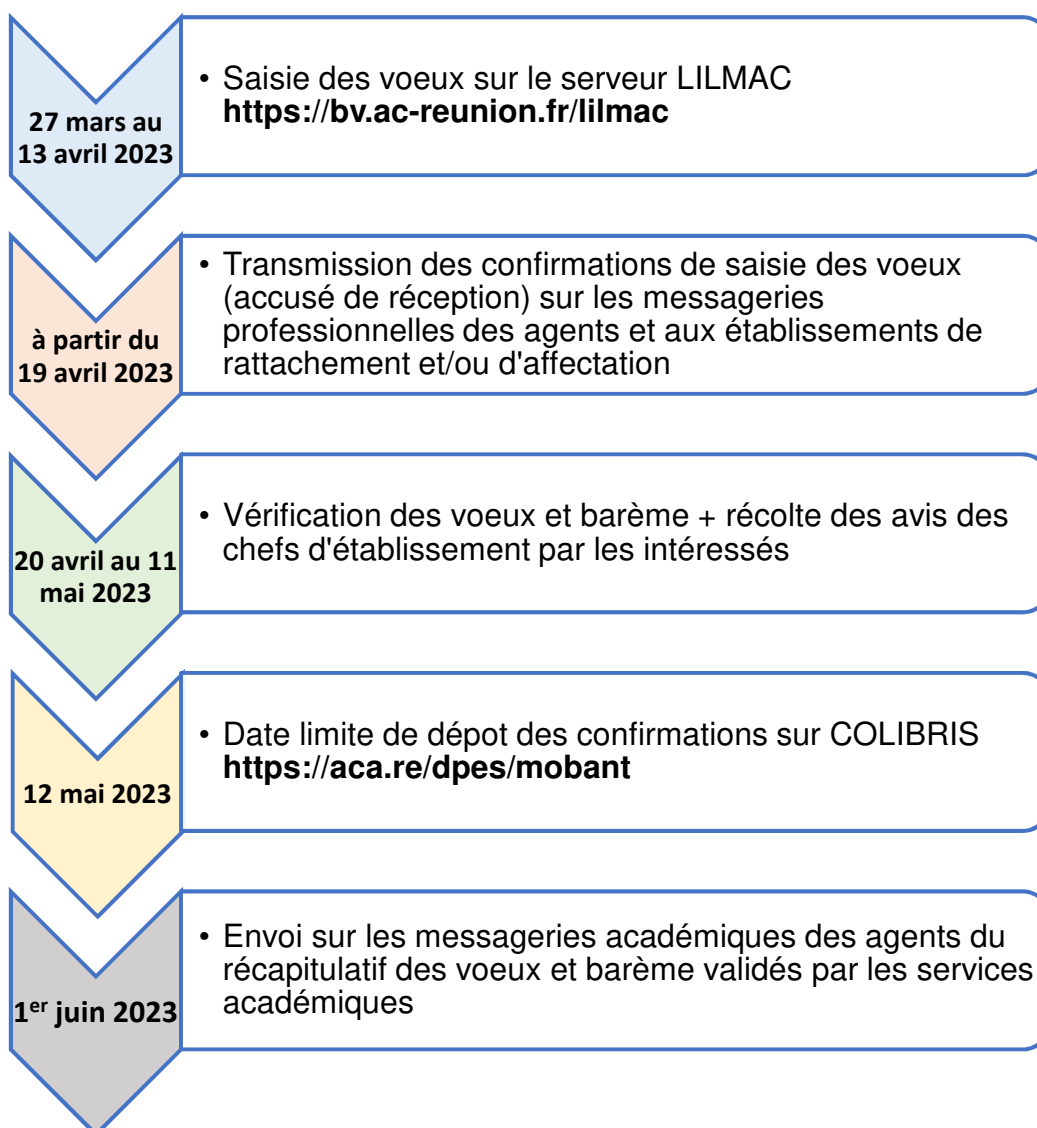 27 mars au
13 avril 2023
• Saisie des voeux sur le serveur LILMAC
https://bv.ac-reunion.fr/lilmac
à partir du
19 avril 2023
• Transmission des confirmations de saisie des voeux
(accusé de réception) sur les messageries
professionnelles des agents et aux établissements de
rattachement et/ou d'affectation
20 avril au 11
mai 2023
• Vérification des voeux et barème + récolte des avis des
chefs d'établissement par les intéressés
12 mai 2023
• Date limite de dépot des confirmations sur COLIBRIS
https://aca.re/dpes/mobant
1er juin 2023
• Envoi sur les messageries académiques des agents du
récapitulatif des voeux et barème validés par les services
académiques